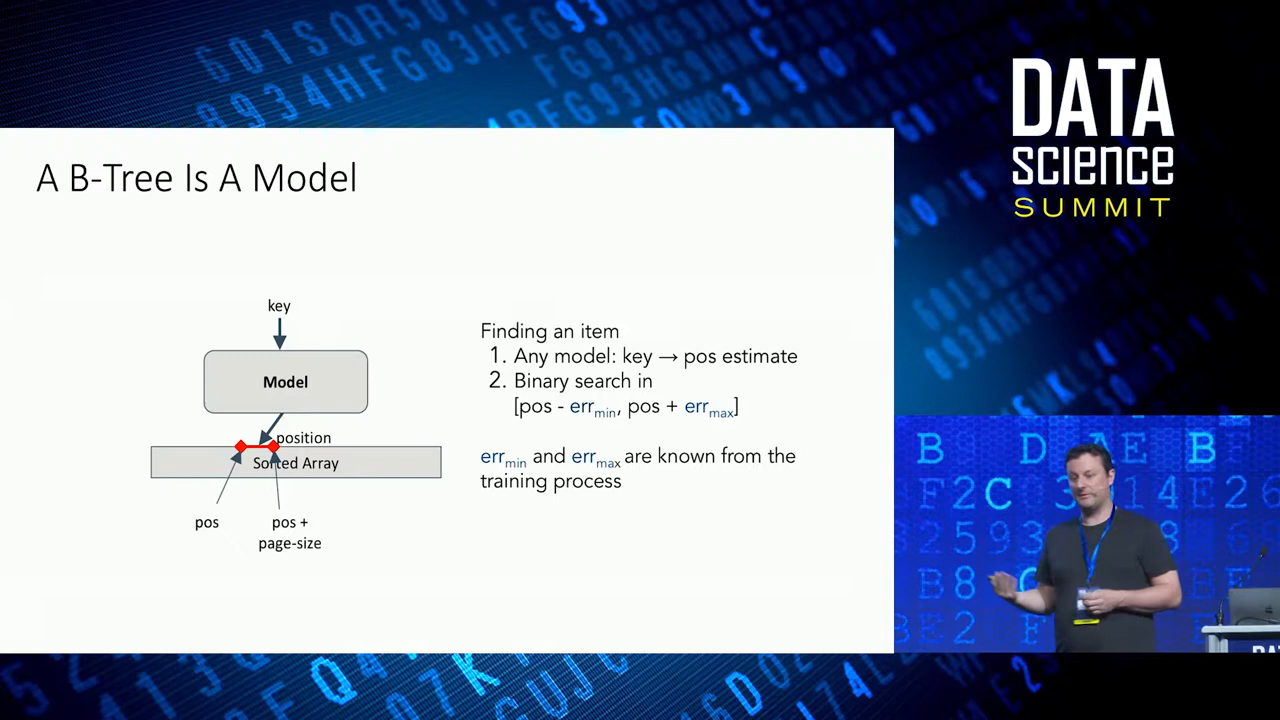 DATA
SCIENCE
SUMMIT
A B-Tree Is A Model
key
Model
position
Sorted Array
pos
pos +
page-size
Finding an item
1. Any model: key → pos estimate
2. Binary search in
[pos - errmin, pos + errmax]
errmin and errmax are known from the
training process